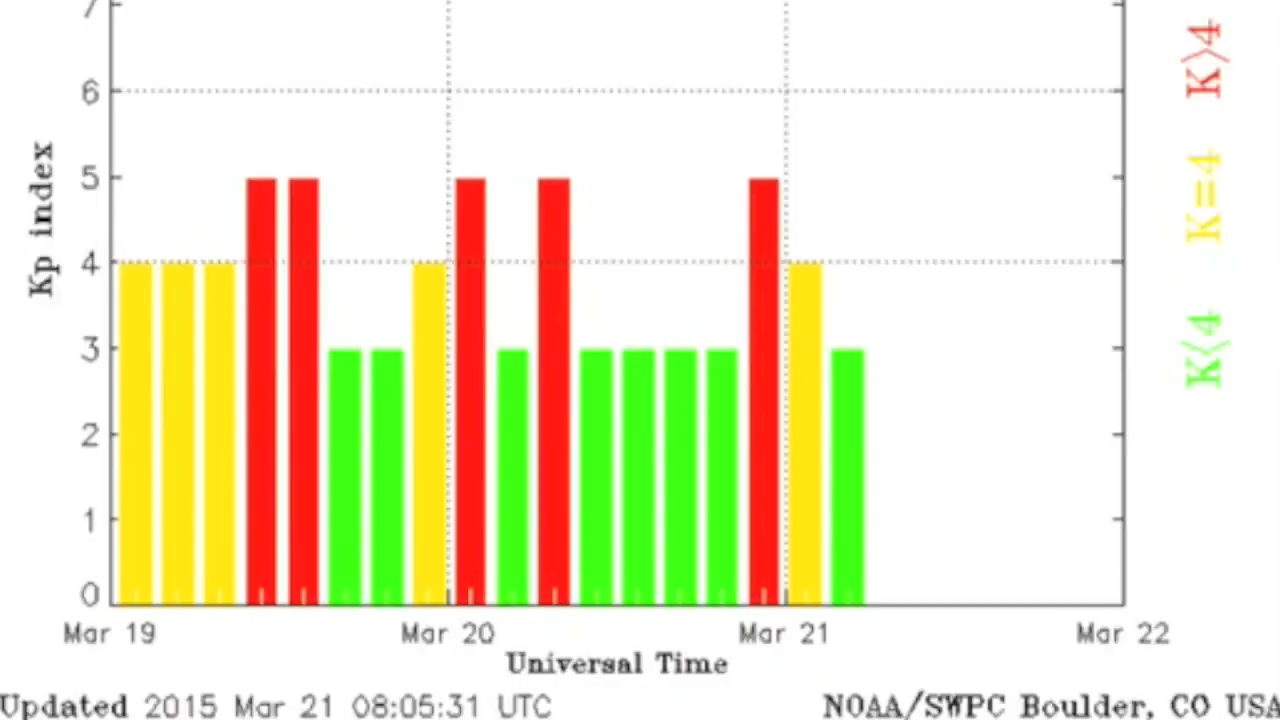 7
6
5
4
3
2
1
0
Kp index
K>4
K=4
K<4
Mar 19 Mar 20 Mar 21 Mar 22
Universal Time
Updated 2015 Mar 21 08:05:31 UTC
NOAA/SWPC Boulder, CO USA